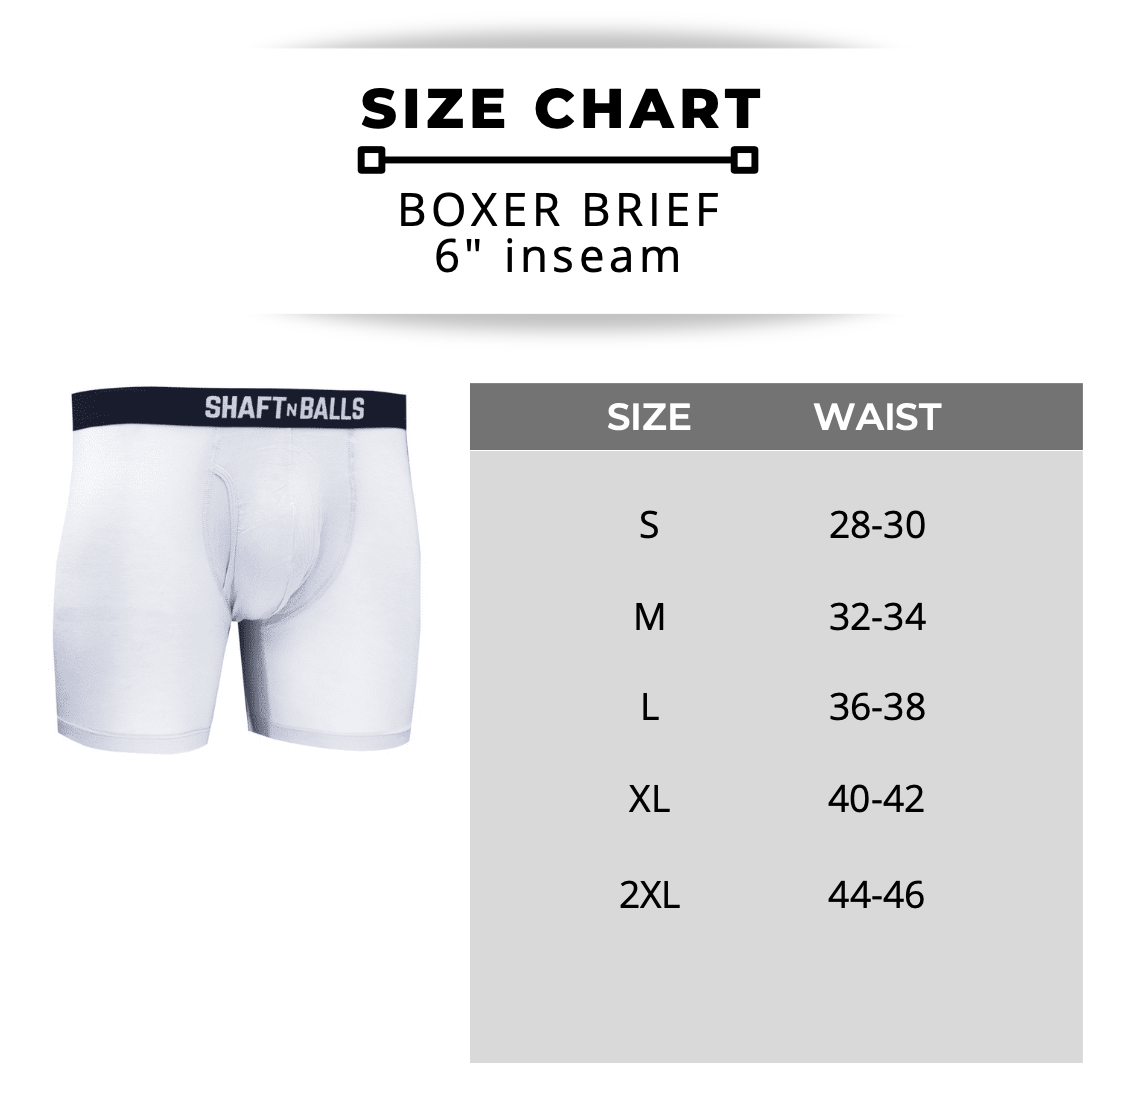 SIZE CHART
BOXER BRIEF
6" inseam
SHAFT N BALLS
SIZE WAIST
S 28-30
M 32-34
L 36-38
XL 40-42
2XL 44-46